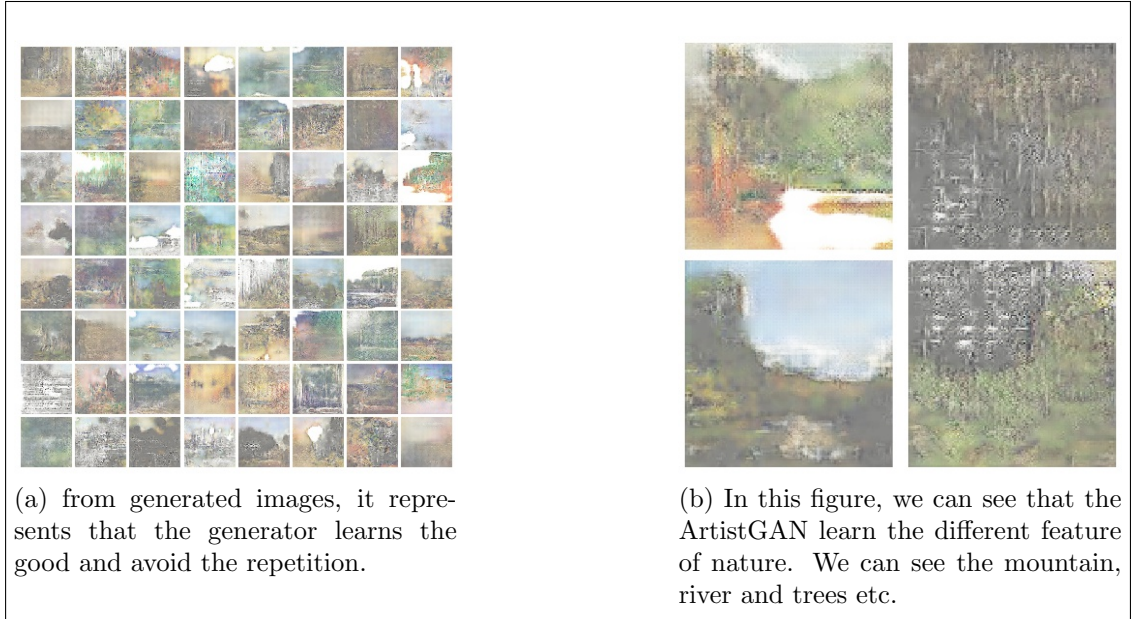 (a) from generated images, it repre-
sents that the generator learns the
good and avoid the repetition.
(b) In this figure, we can see that the
ArtistGAN learn the different feature
of nature. We can see the mountain,
river and trees etc.